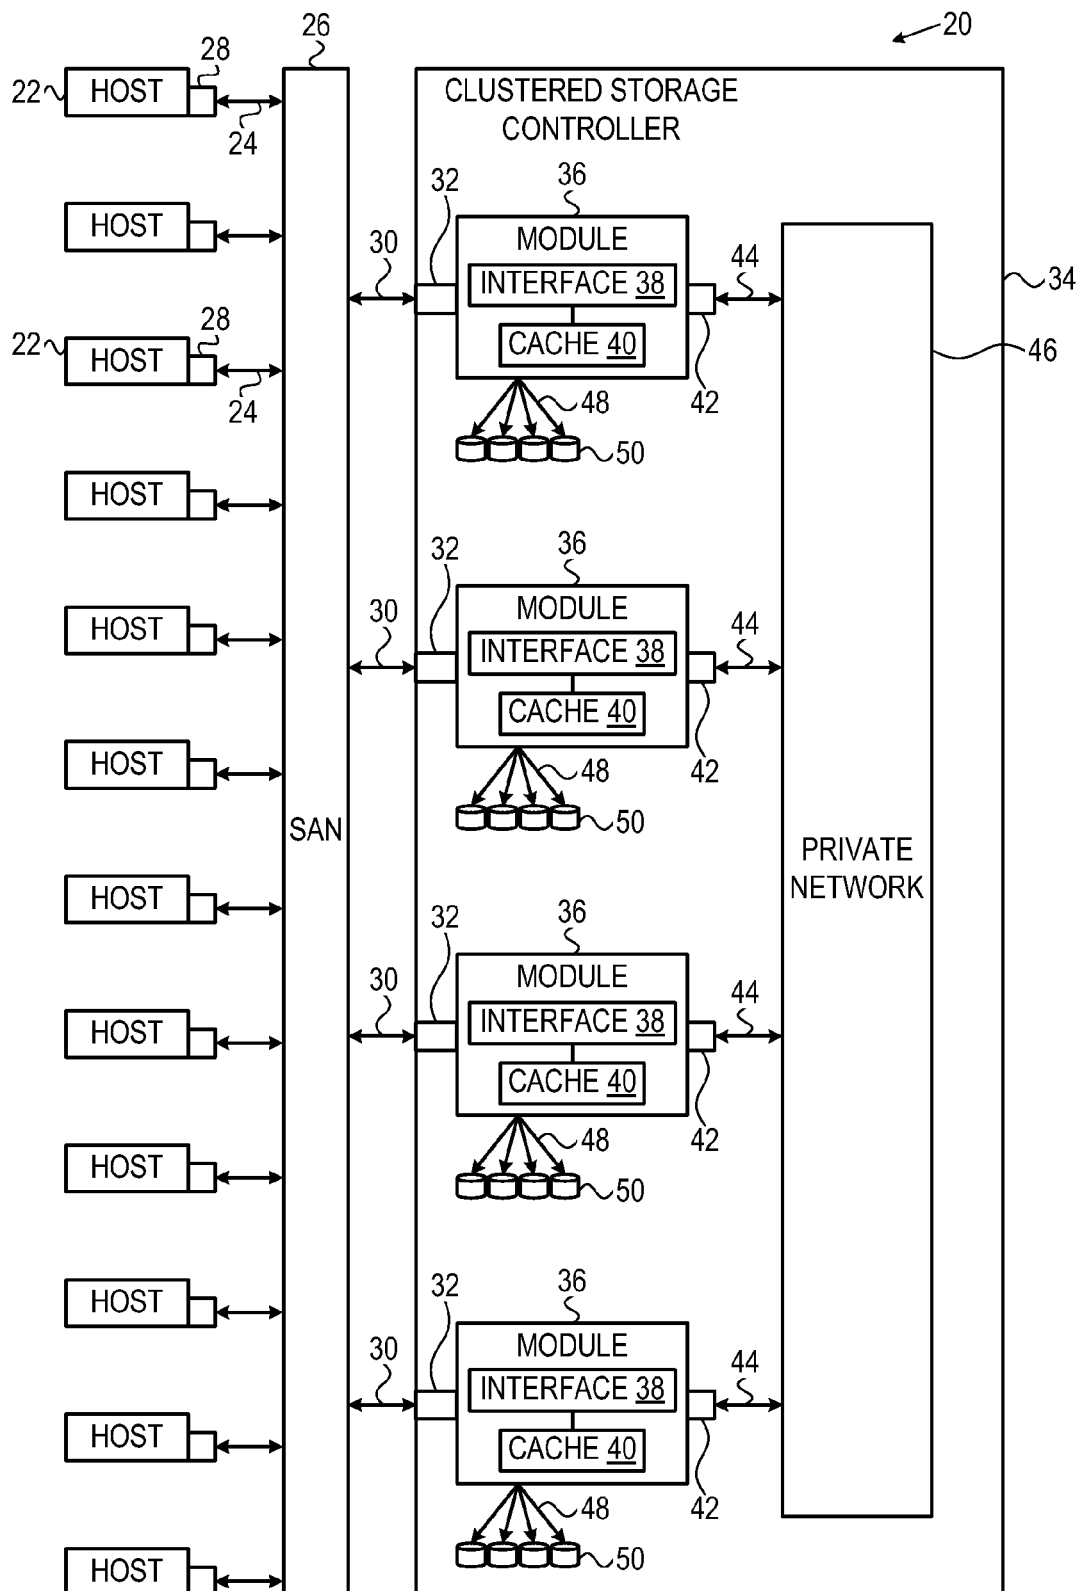 20
26
28
22 HOST
24
CLUSTERED STORAGE
CONTROLLER
32
36
HOST
30
MODULE
44
INTERFACE 38
34
28
22 HOST
CACHE 40
46
24
48
42
50
HOST
32
36
HOST
30
MODULE
44
INTERFACE 38
CACHE 40
HOST
48
42
SAN
50
PRIVATE
NETWORK
HOST
32
36
MODULE
30
44
HOST
INTERFACE 38
CACHE 40
48
42
HOST
50
HOST
32
36
MODULE
30
44
INTERFACE 38
HOST
CACHE 40
48
42
50
HOST